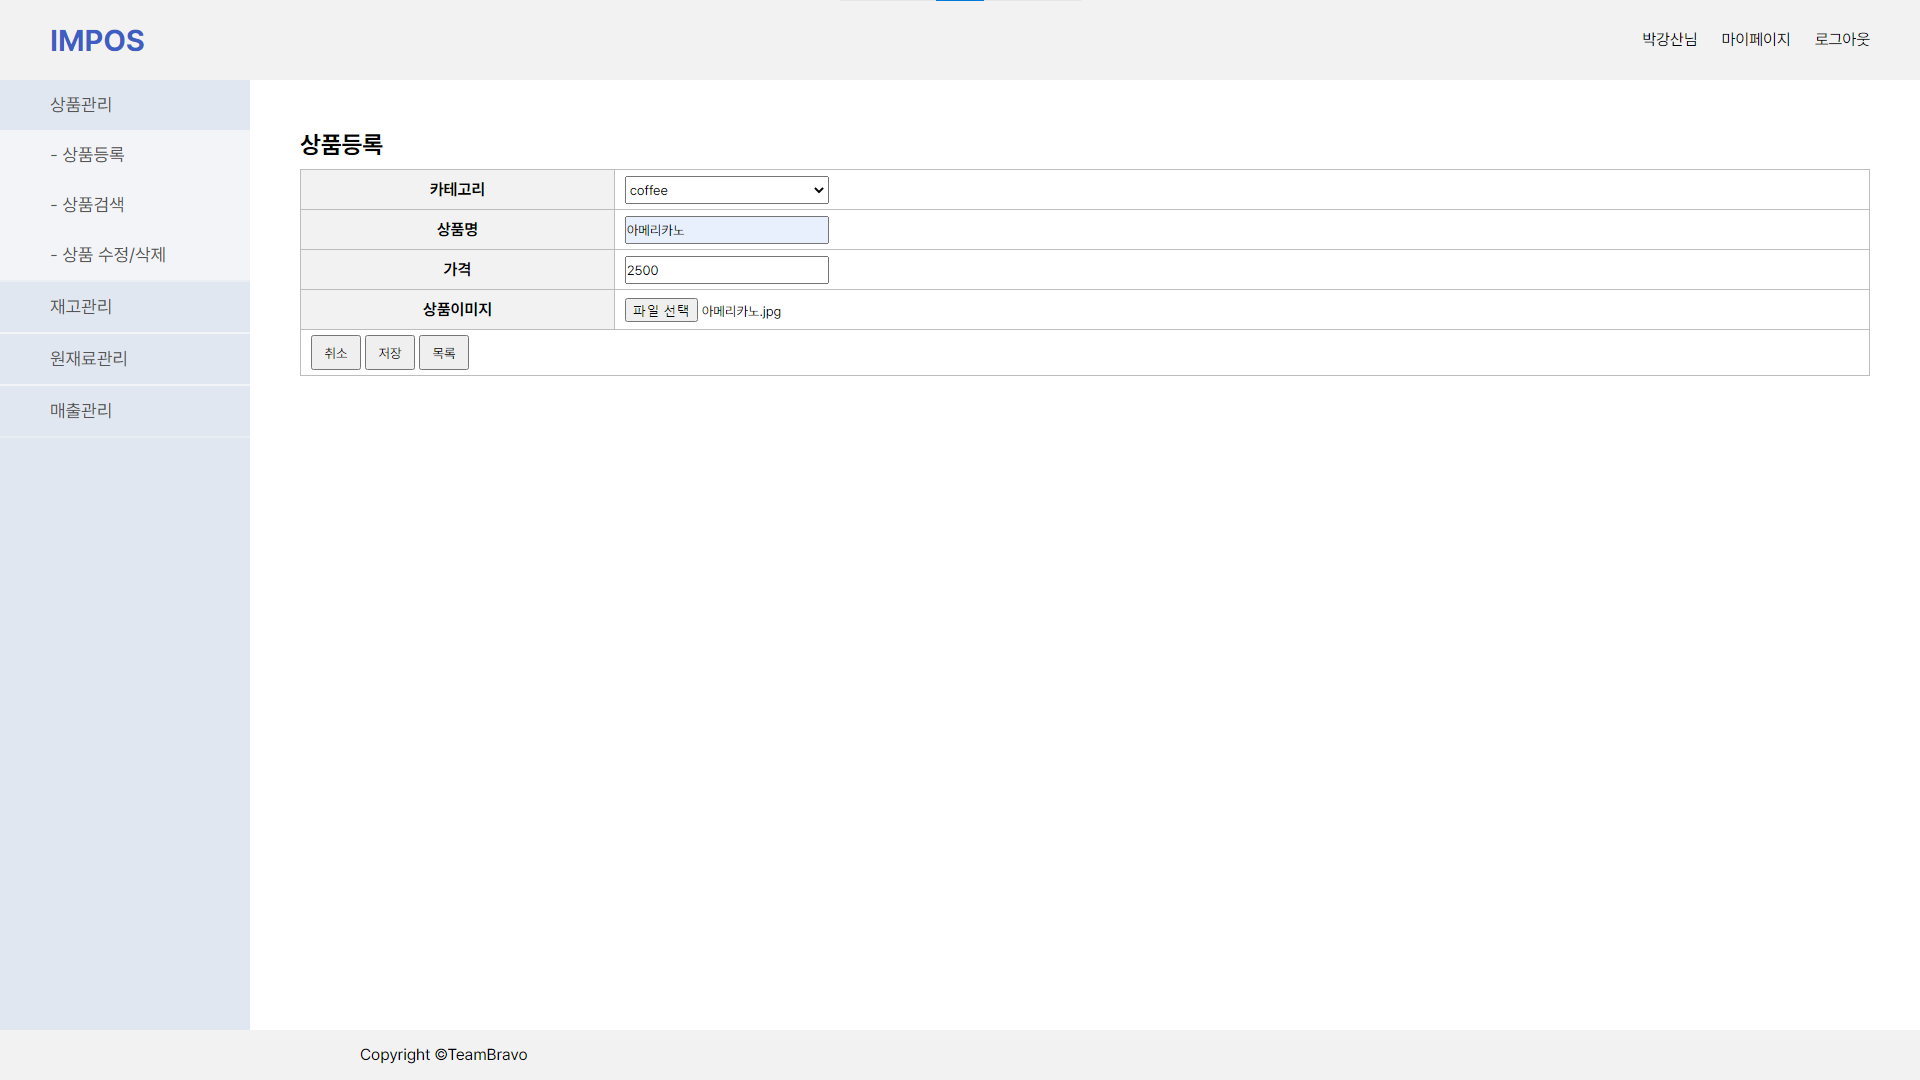 IMPOS
박강산님 마이페이지 로그아웃
상품관리
- 상품등록
- 상품검색
- 상품 수정/삭제
재고관리
원재료관리
매출관리
상품등록
카테고리 coffee
상품명 아메리카노
가격 2500
상품이미지 파일 선택 아메리카노.jpg
취소 저장 목록
Copyright ©TeamBravo